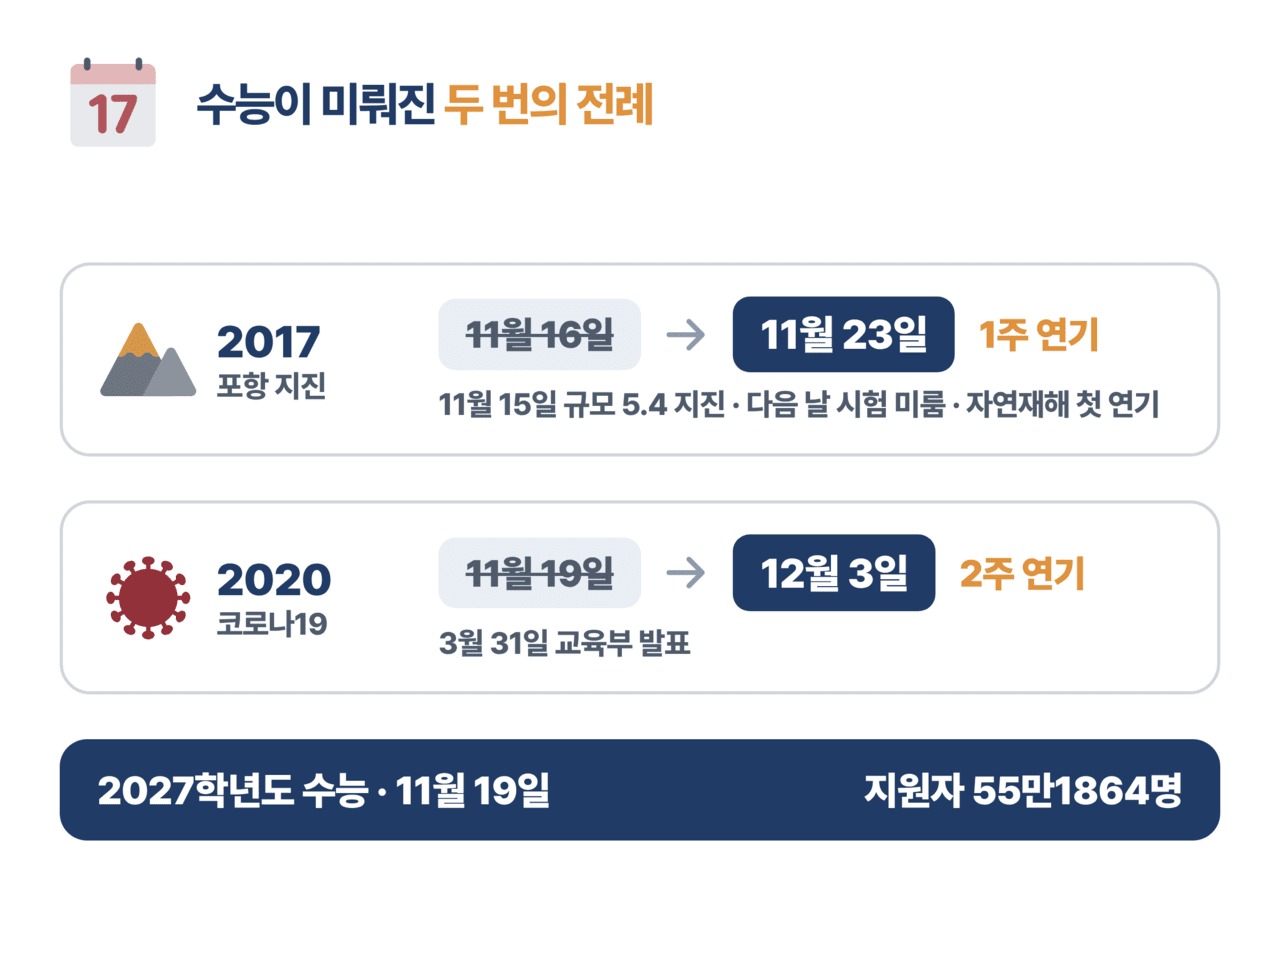 17
수능이 미뤄진 두 번의 전례
2017
포항 지진
11월 16일 → 11월 23일 1주 연기
11월 15일 규모 5.4 지진 · 다음 날 시험 미룸 · 자연재해 첫 연기
2020
코로나19
11월 19일 → 12월 3일 2주 연기
3월 31일 교육부 발표
2027학년도 수능 · 11월 19일 지원자 55만1864명